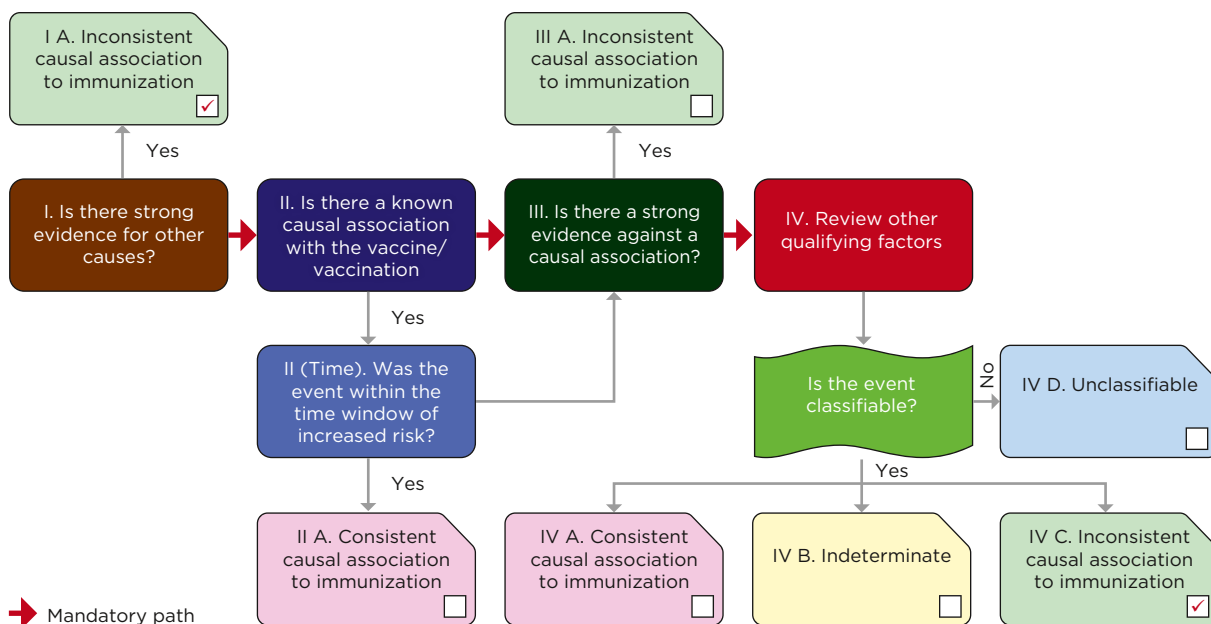 I A. Inconsistent
causal association
to immunization
✓
III A. Inconsistent
causal association
to immunization
Yes
Yes
I. Is there strong
evidence for other
causes?
II. Is there a known
causal association
with the vaccine/
vaccination
III. Is there a strong
evidence against a
causal association?
IV. Review other
qualifying factors
Yes
II (Time). Was the
event within the
time window of
increased risk?
Is the event
classifiable?
No
IV D. Unclassifiable
Yes
Yes
II A. Consistent
causal association
to immunization
IV A. Consistent
causal association
to immunization
IV B. Indeterminate
IV C. Inconsistent
causal association
to immunization
✓
Mandatory path